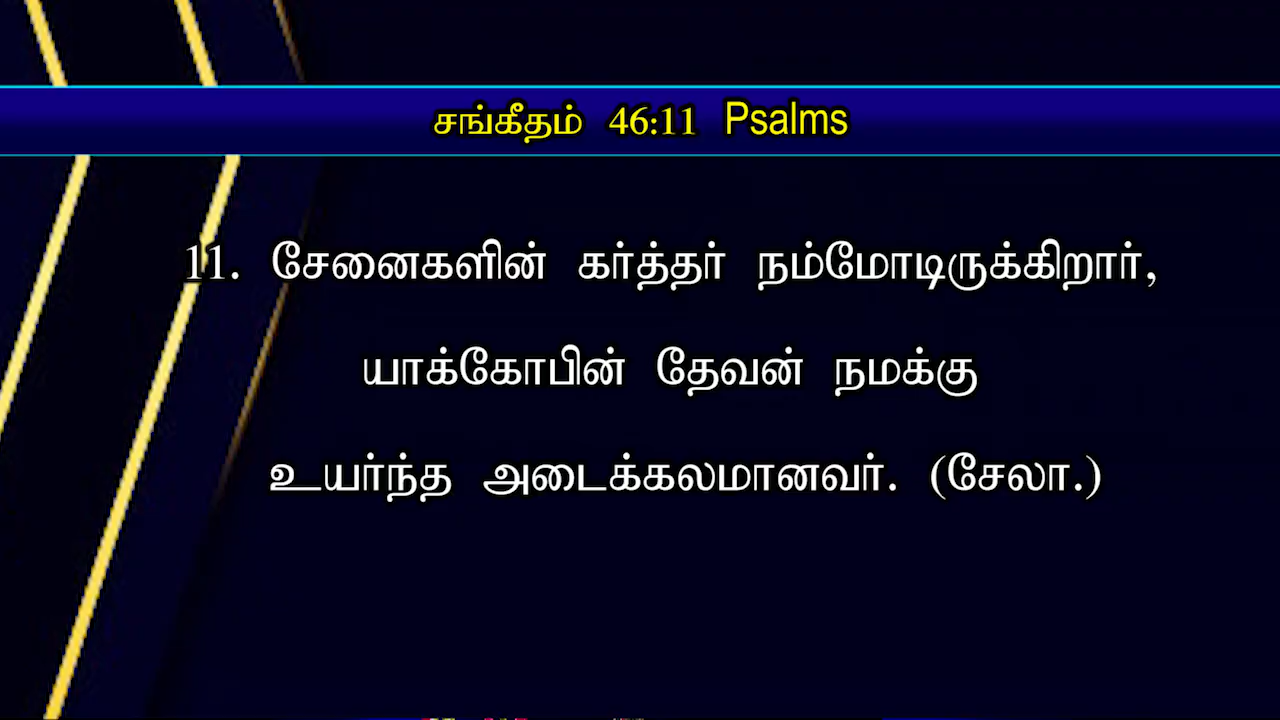 சங்கீதம் 46:11 Psalms
11. சேனைகளின் கர்த்தர் நம்மோடிருக்கிறார்,
யாக்கோபின் தேவன் நமக்கு
உயர்ந்த அடைக்கலமானவர். (சேலா.)